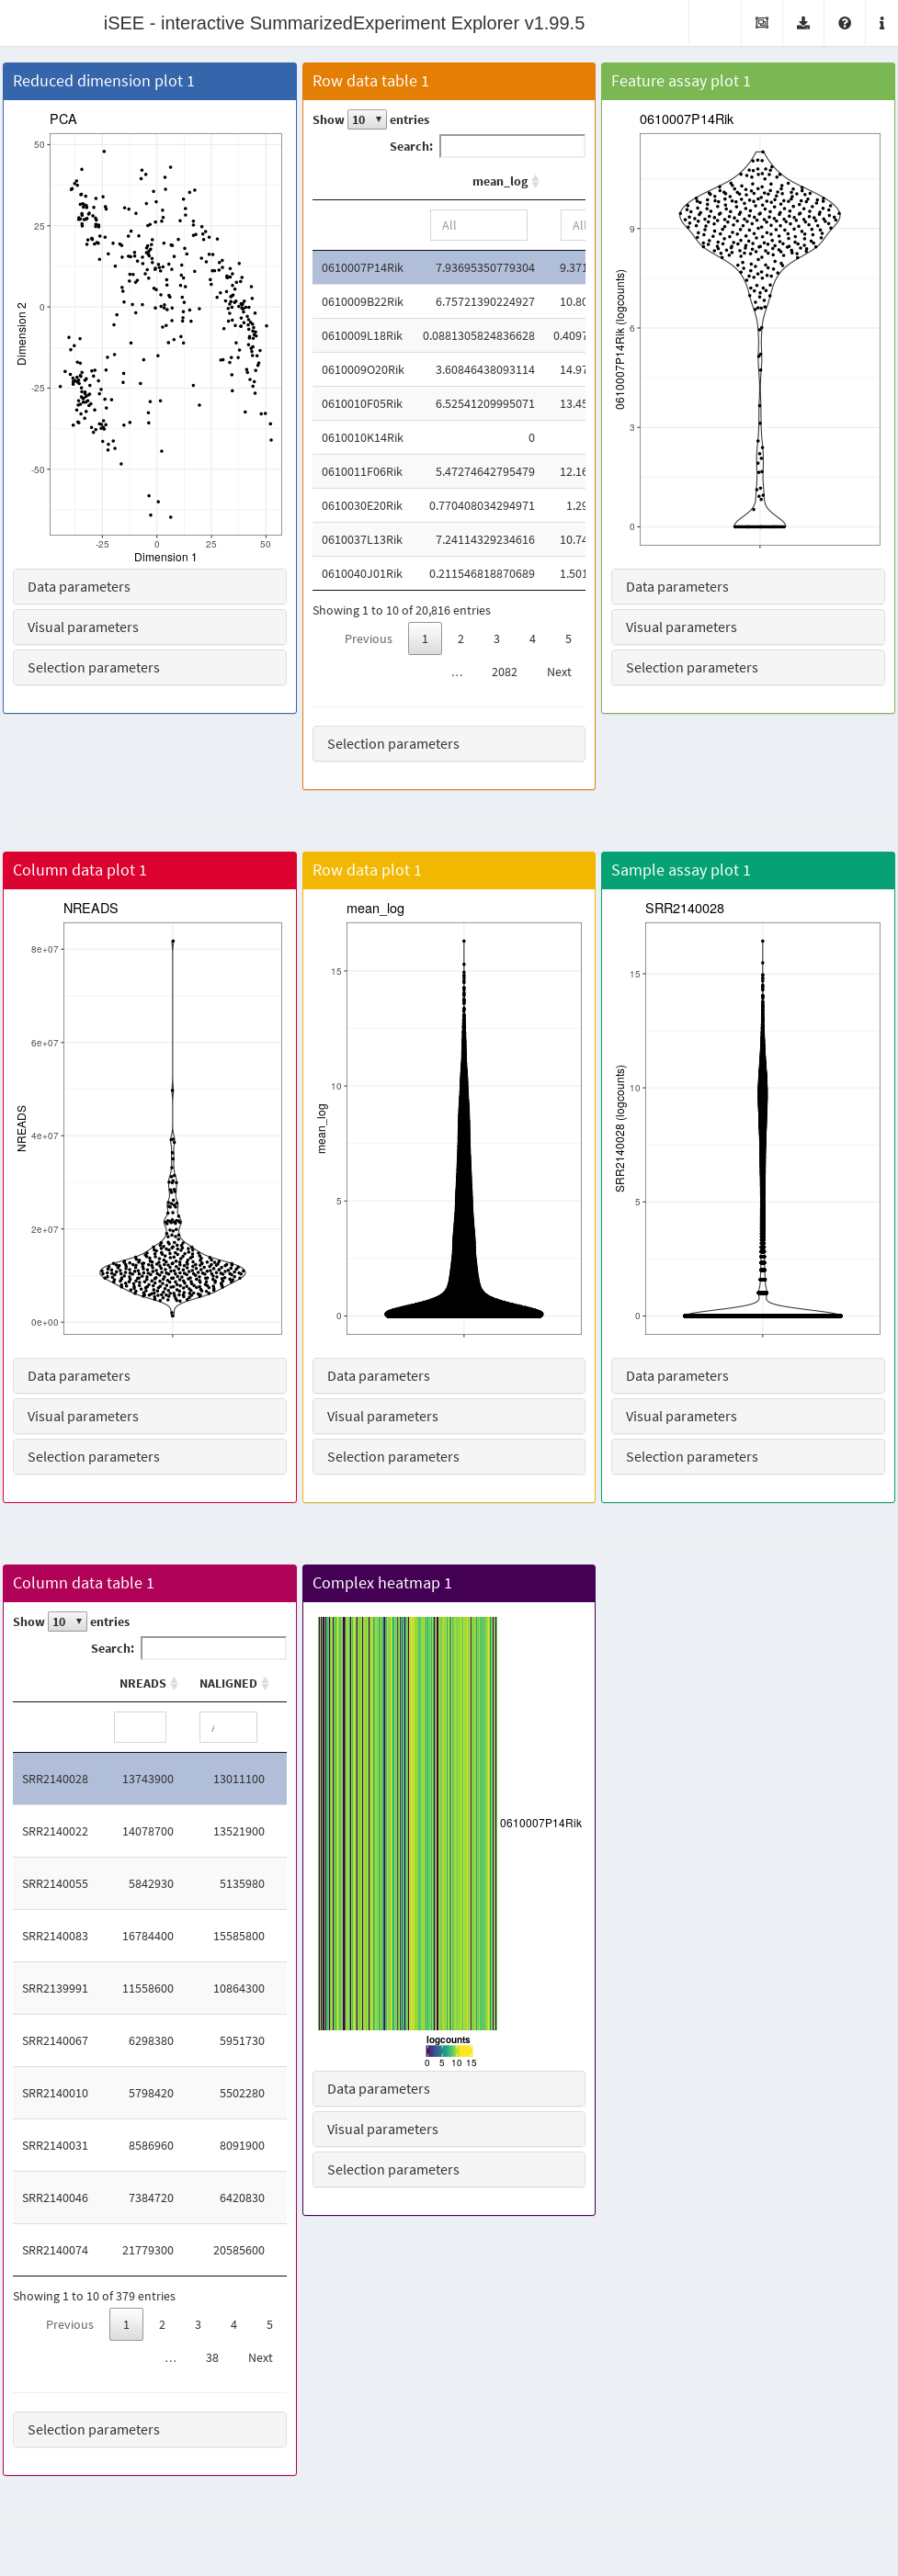 iSEE - interactive SummarizedExperiment Explorer v1.99.5
Reduced dimension plot 1
PCA
50
25
0
-25
-50
Dimension 2
-25 0 25 50
Dimension 1
Data parameters
Visual parameters
Selection parameters
Row data table 1
Show 10 entries
Search:
mean_log
All All
0610007P14Rik 7.93695350779304 9.371
0610009B22Rik 6.75721390224927 10.80
0610009L18Rik 0.0881305824836628 0.4097
0610009O20Rik 3.60846438093114 14.97
0610010F05Rik 6.52541209995071 13.45
0610010K14Rik 0
0610011F06Rik 5.47274642795479 12.16
0610030E20Rik 0.770408034294971 1.29
0610037L13Rik 7.24114329234616 10.74
0610040J01Rik 0.211546818870689 1.501
Showing 1 to 10 of 20,816 entries
Previous 1 2 3 4 5
… 2082 Next
Selection parameters
Feature assay plot 1
0610007P14Rik
9
6
3
0
0610007P14Rik (logcounts)
Data parameters
Visual parameters
Selection parameters
Column data plot 1
NREADS
8e+07
6e+07
4e+07
2e+07
0e+00
NREADS
Data parameters
Visual parameters
Selection parameters
Row data plot 1
mean_log
15
10
5
0
mean_log
Data parameters
Visual parameters
Selection parameters
Sample assay plot 1
SRR2140028
15
10
5
0
SRR2140028 (logcounts)
Data parameters
Visual parameters
Selection parameters
Column data table 1
Show 10 entries
Search:
NREADS NALIGNED
SRR2140028 13743900 13011100
SRR2140022 14078700 13521900
SRR2140055 5842930 5135980
SRR2140083 16784400 15585800
SRR2139991 11558600 10864300
SRR2140067 6298380 5951730
SRR2140010 5798420 5502280
SRR2140031 8586960 8091900
SRR2140046 7384720 6420830
SRR2140074 21779300 20585600
Showing 1 to 10 of 379 entries
Previous 1 2 3 4 5
… 38 Next
Selection parameters
Complex heatmap 1
0610007P14Rik
logcounts
0 5 10 15
Data parameters
Visual parameters
Selection parameters